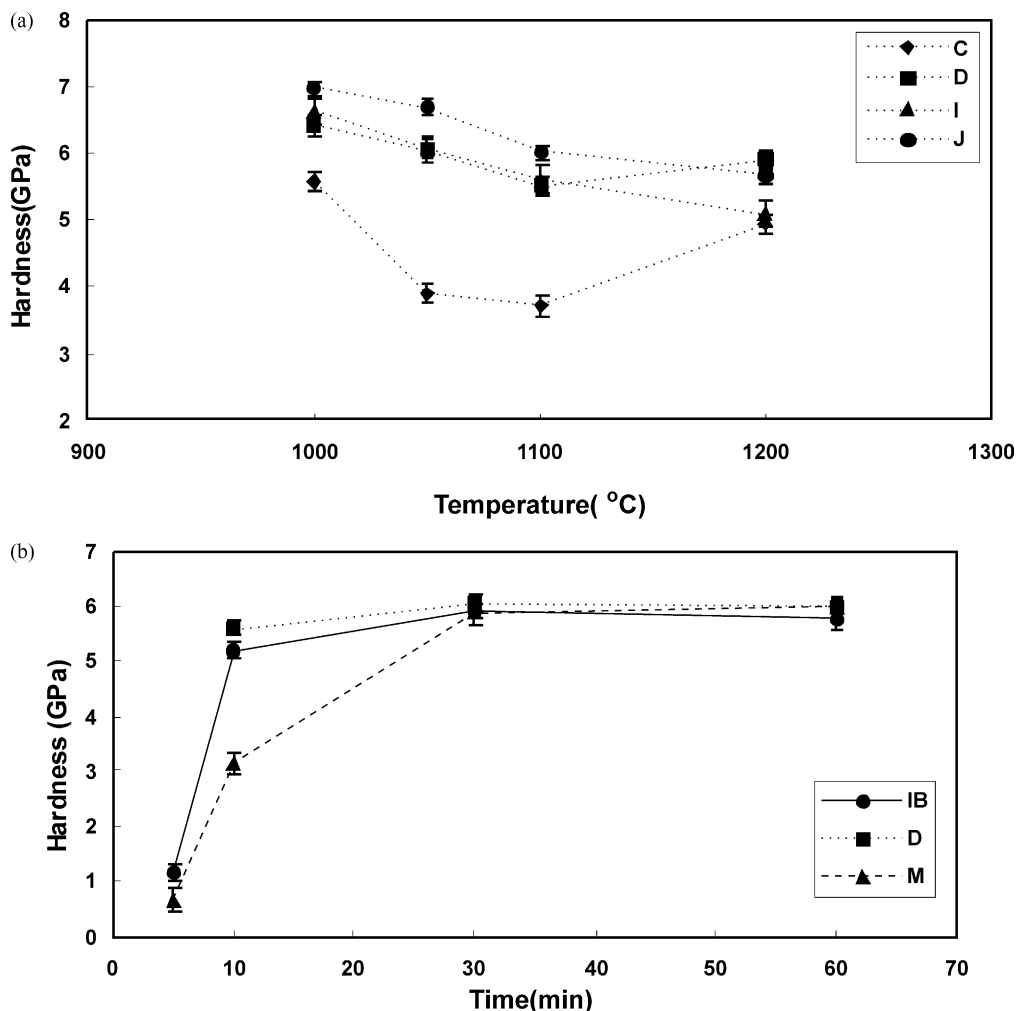 (a)
8
7
6
5
4
3
2
Hardness(GPa)
900 1000 1100 1200 1300
Temperature( °C)
C
D
I
J
(b)
7
6
5
4
3
2
1
0
Hardness (GPa)
0 10 20 30 40 50 60 70
Time(min)
IB
D
M